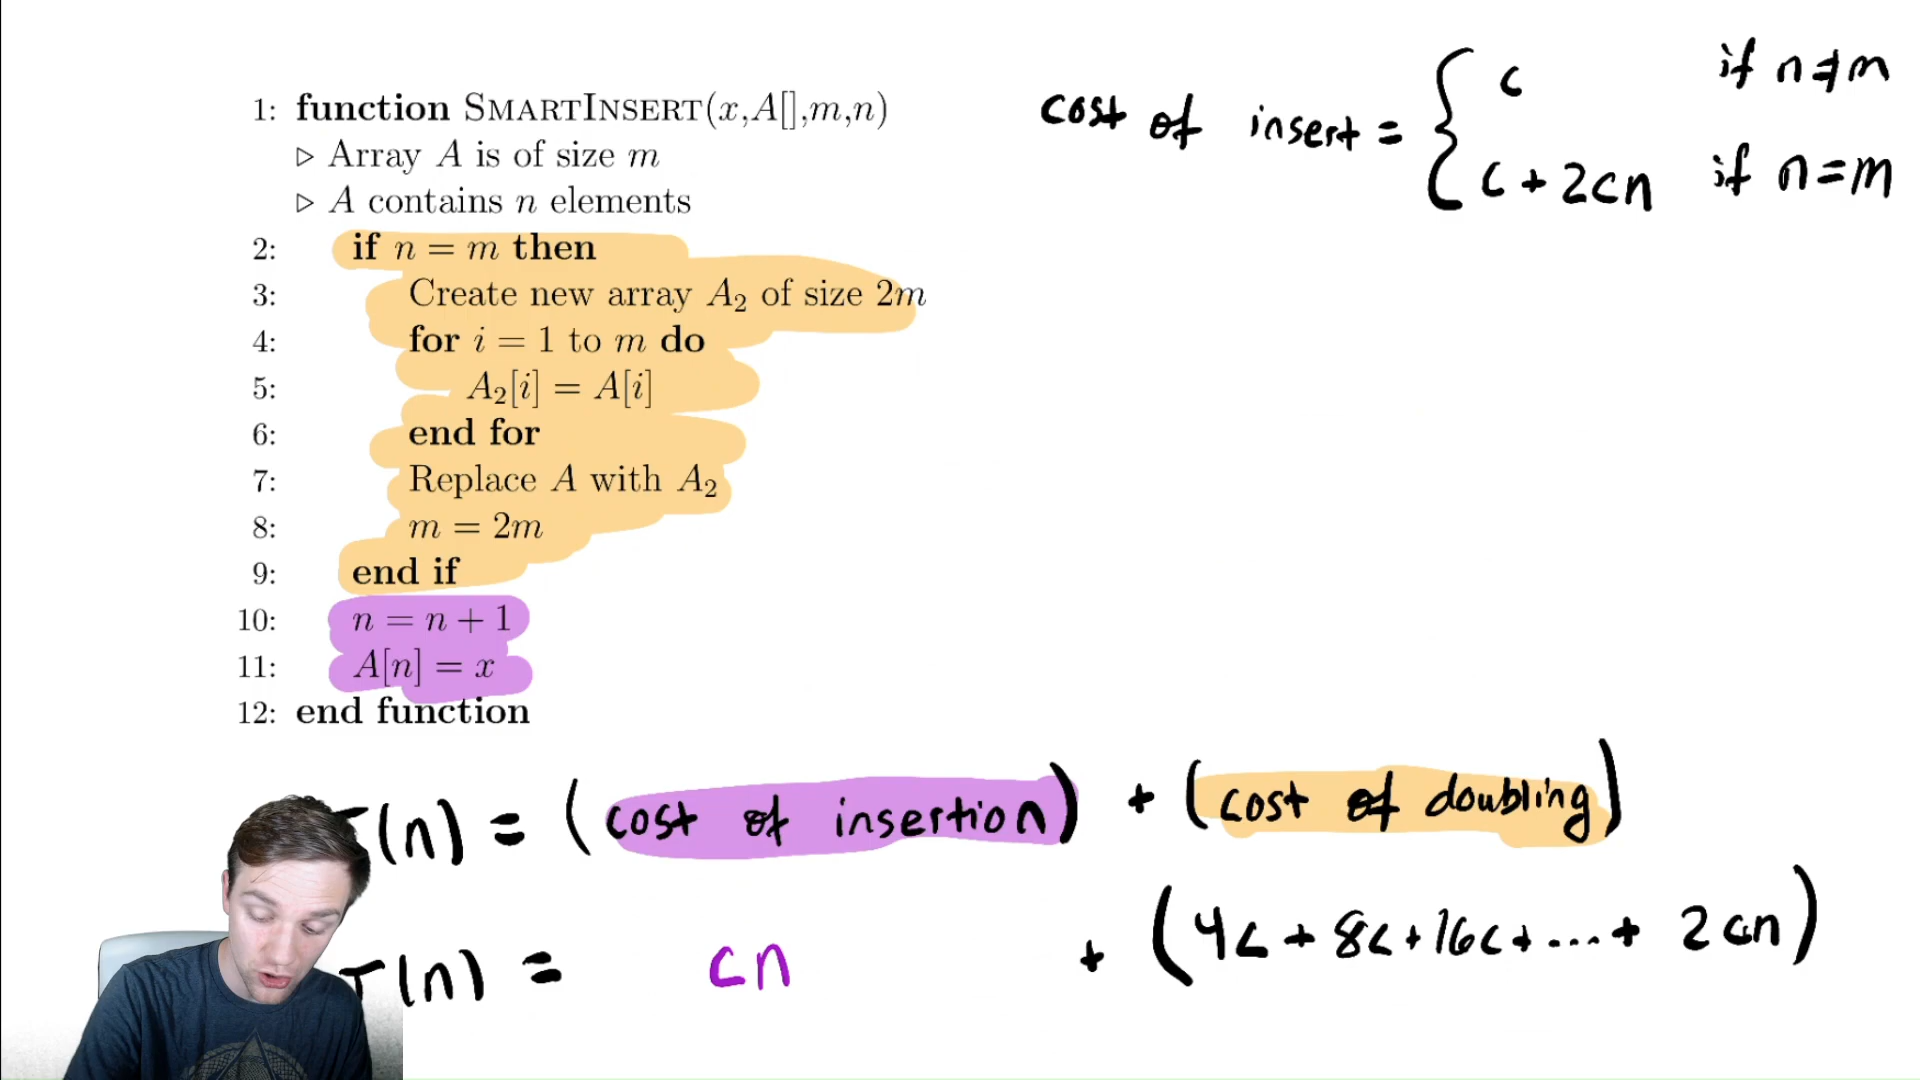 1: function SmartInsert(x,A[],m,n)
▷ Array A is of size m
▷ A contains n elements
2: if n = m then
3: Create new array A₂ of size 2m
4: for i = 1 to m do
5: A₂[i] = A[i]
6: end for
7: Replace A with A₂
8: m = 2m
9: end if
10: n = n + 1
11: A[n] = x
12: end function
cost of insert = { c if n≠m
c + 2cn if n=m
T(n) = (cost of insertion) + (cost of doubling)
T(n) = cn + (4c + 8c + 16c + ... + 2cn)